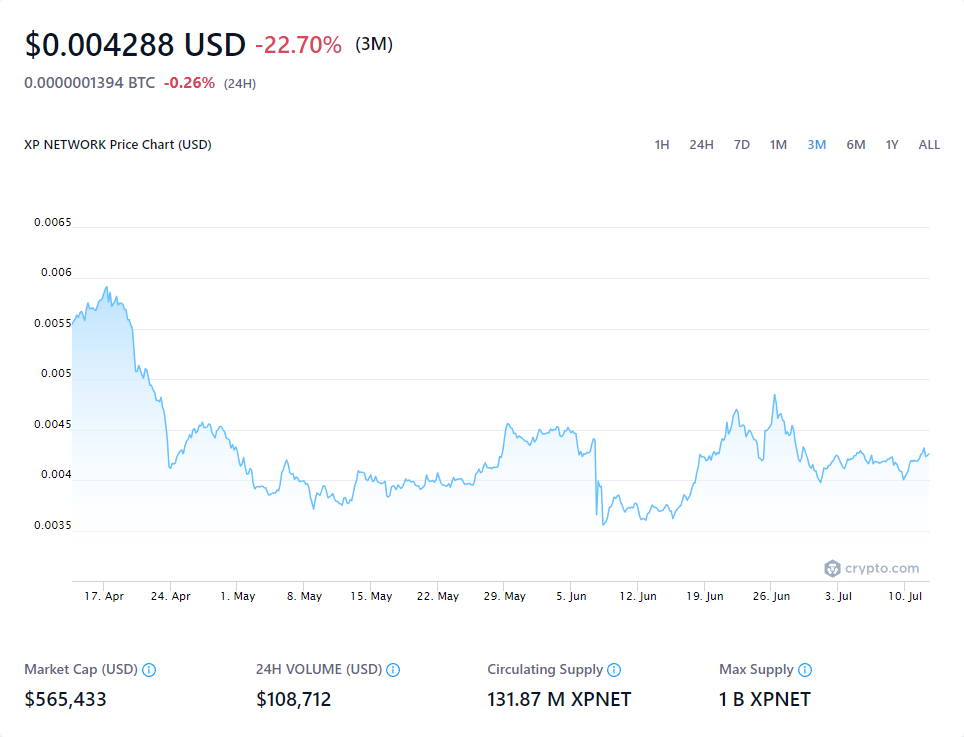 $0.004288 USD -22.70% (3M)
0.0000001394 BTC -0.26% (24H)
XP NETWORK Price Chart (USD) 1H 24H 7D 1M 3M 6M 1Y ALL
0.0065
0.006
0.0055
0.005
0.0045
0.004
0.0035
crypto.com
17. Apr 24. Apr 1. May 8. May 15. May 22. May 29. May 5. Jun 12. Jun 19. Jun 26. Jun 3. Jul 10. Jul
Market Cap (USD) 24H VOLUME (USD) Circulating Supply Max Supply
$565,433 $108,712 131.87 M XPNET 1 B XPNET